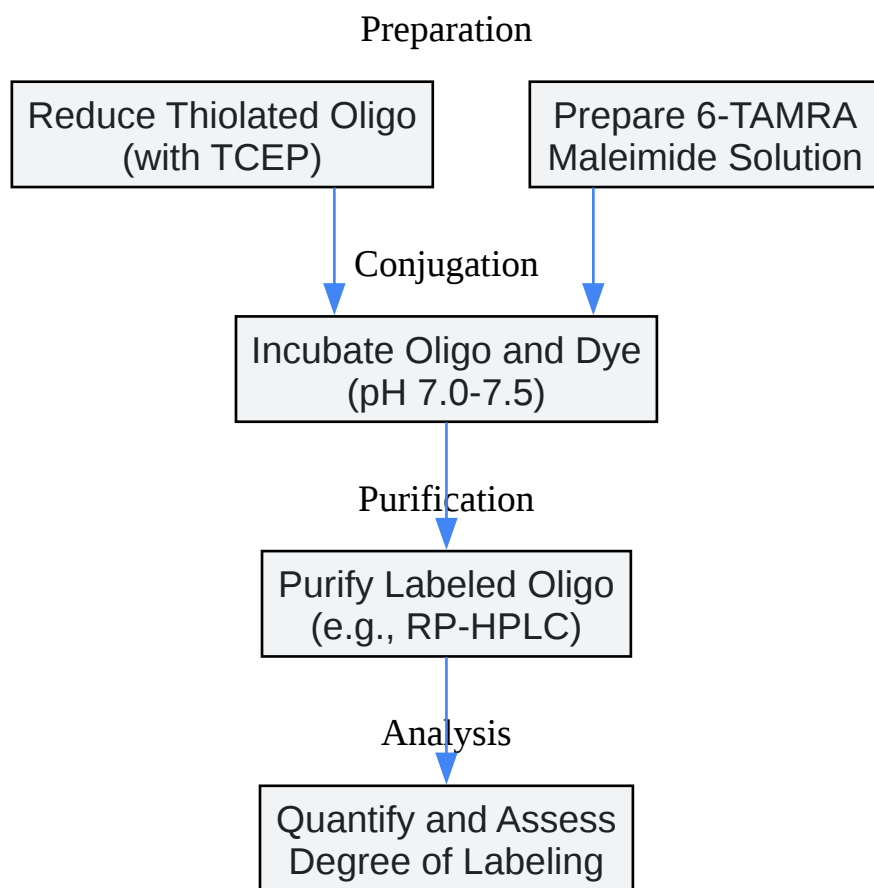 Preparation
Reduce Thiolated Oligo
(with TCEP)
Prepare 6-TAMRA
Maleimide Solution
Conjugation
Incubate Oligo and Dye
(pH 7.0-7.5)
Purification
Purify Labeled Oligo
(e.g., RP-HPLC)
Analysis
Quantify and Assess
Degree of Labeling